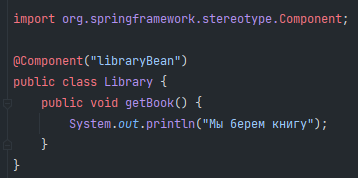 import org.springframework.stereotype.Component;
@Component("libraryBean")
public class Library {
public void getBook() {
System.out.println("Мы берем книгу");
}
}